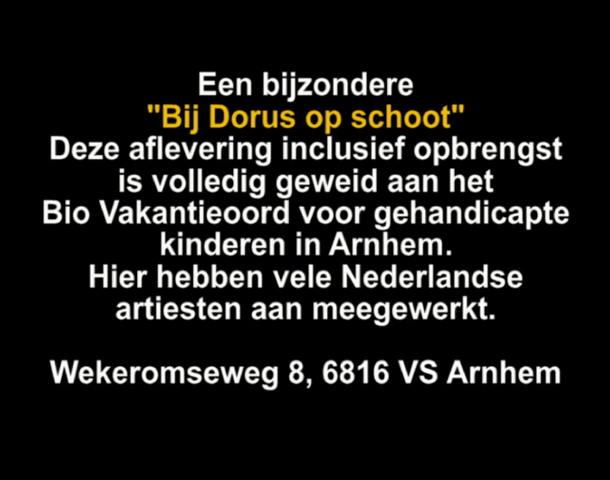 Een bijzondere
"Bij Dorus op schoot"
Deze aflevering inclusief opbrengst
is volledig geweid aan het
Bio Vakantieoord voor gehandicapte
kinderen in Arnhem.
Hier hebben vele Nederlandse
artiesten aan meegewerkt.
Wekeromseweg 8, 6816 VS Arnhem